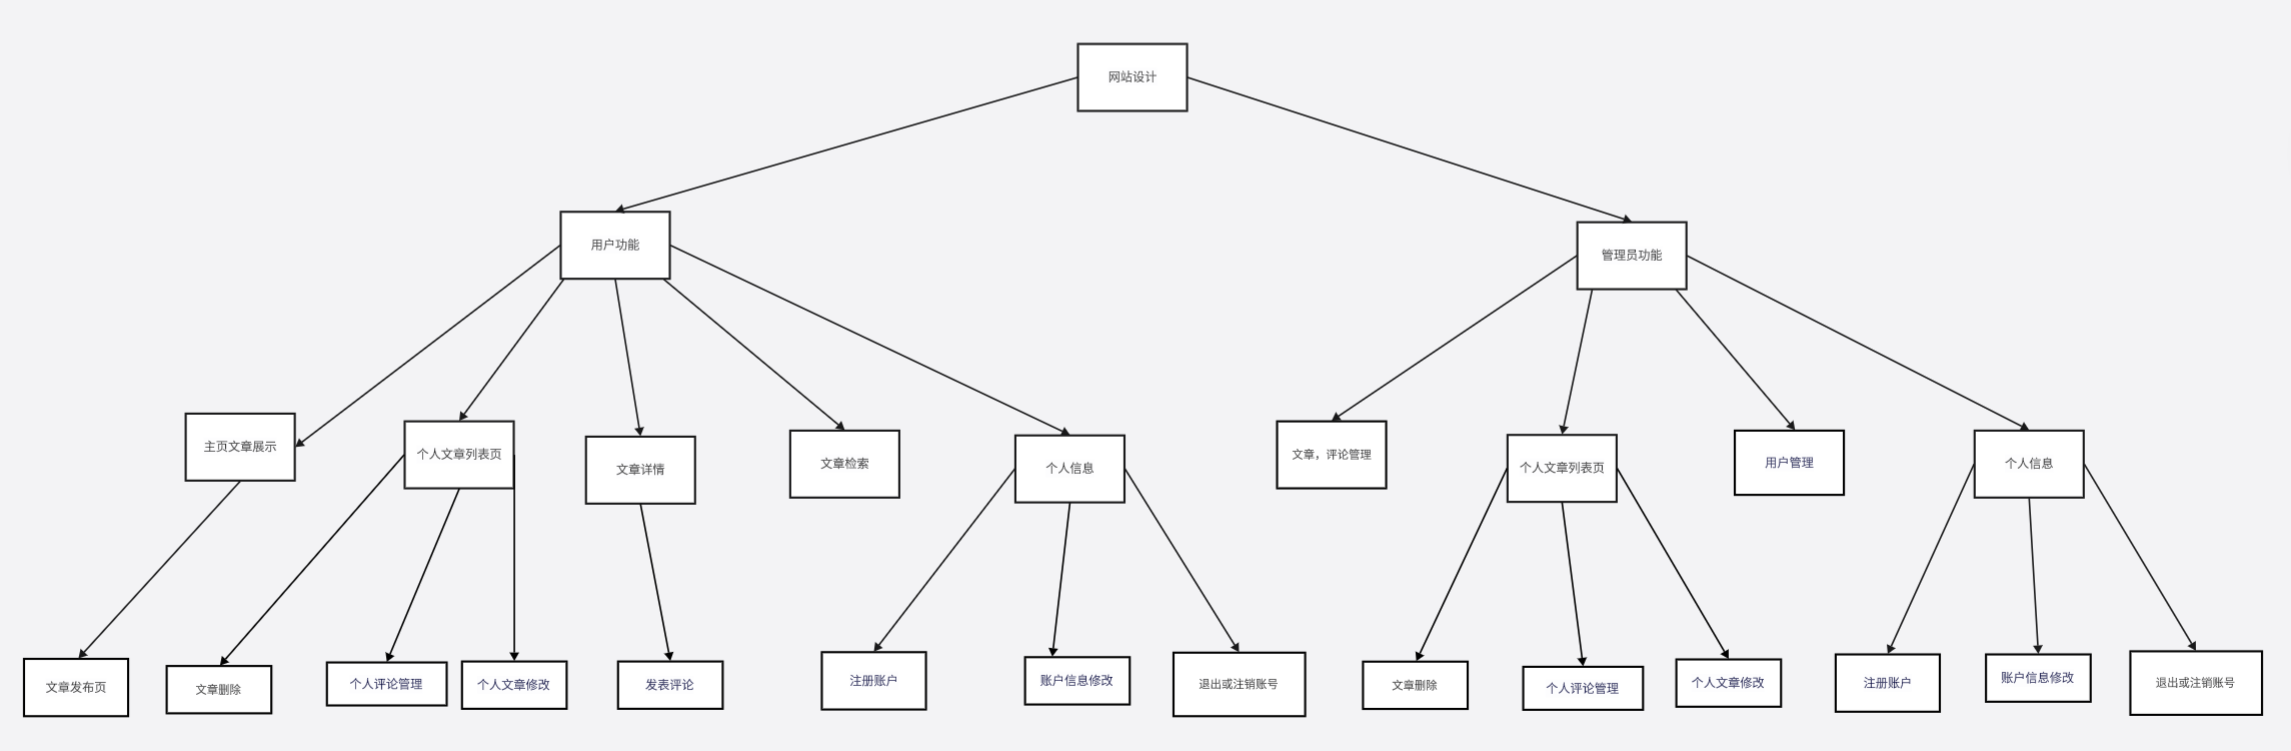 网站设计
用户功能
管理员功能
主页文章展示
个人文章列表页
文章详情
文章检索
个人信息
文章，评论管理
个人文章列表页
用户管理
个人信息
文章发布页
文章删除
个人评论管理
个人文章修改
发表评论
注册账户
账户信息修改
退出或注销账号
文章删除
个人评论管理
个人文章修改
注册账户
账户信息修改
退出或注销账号